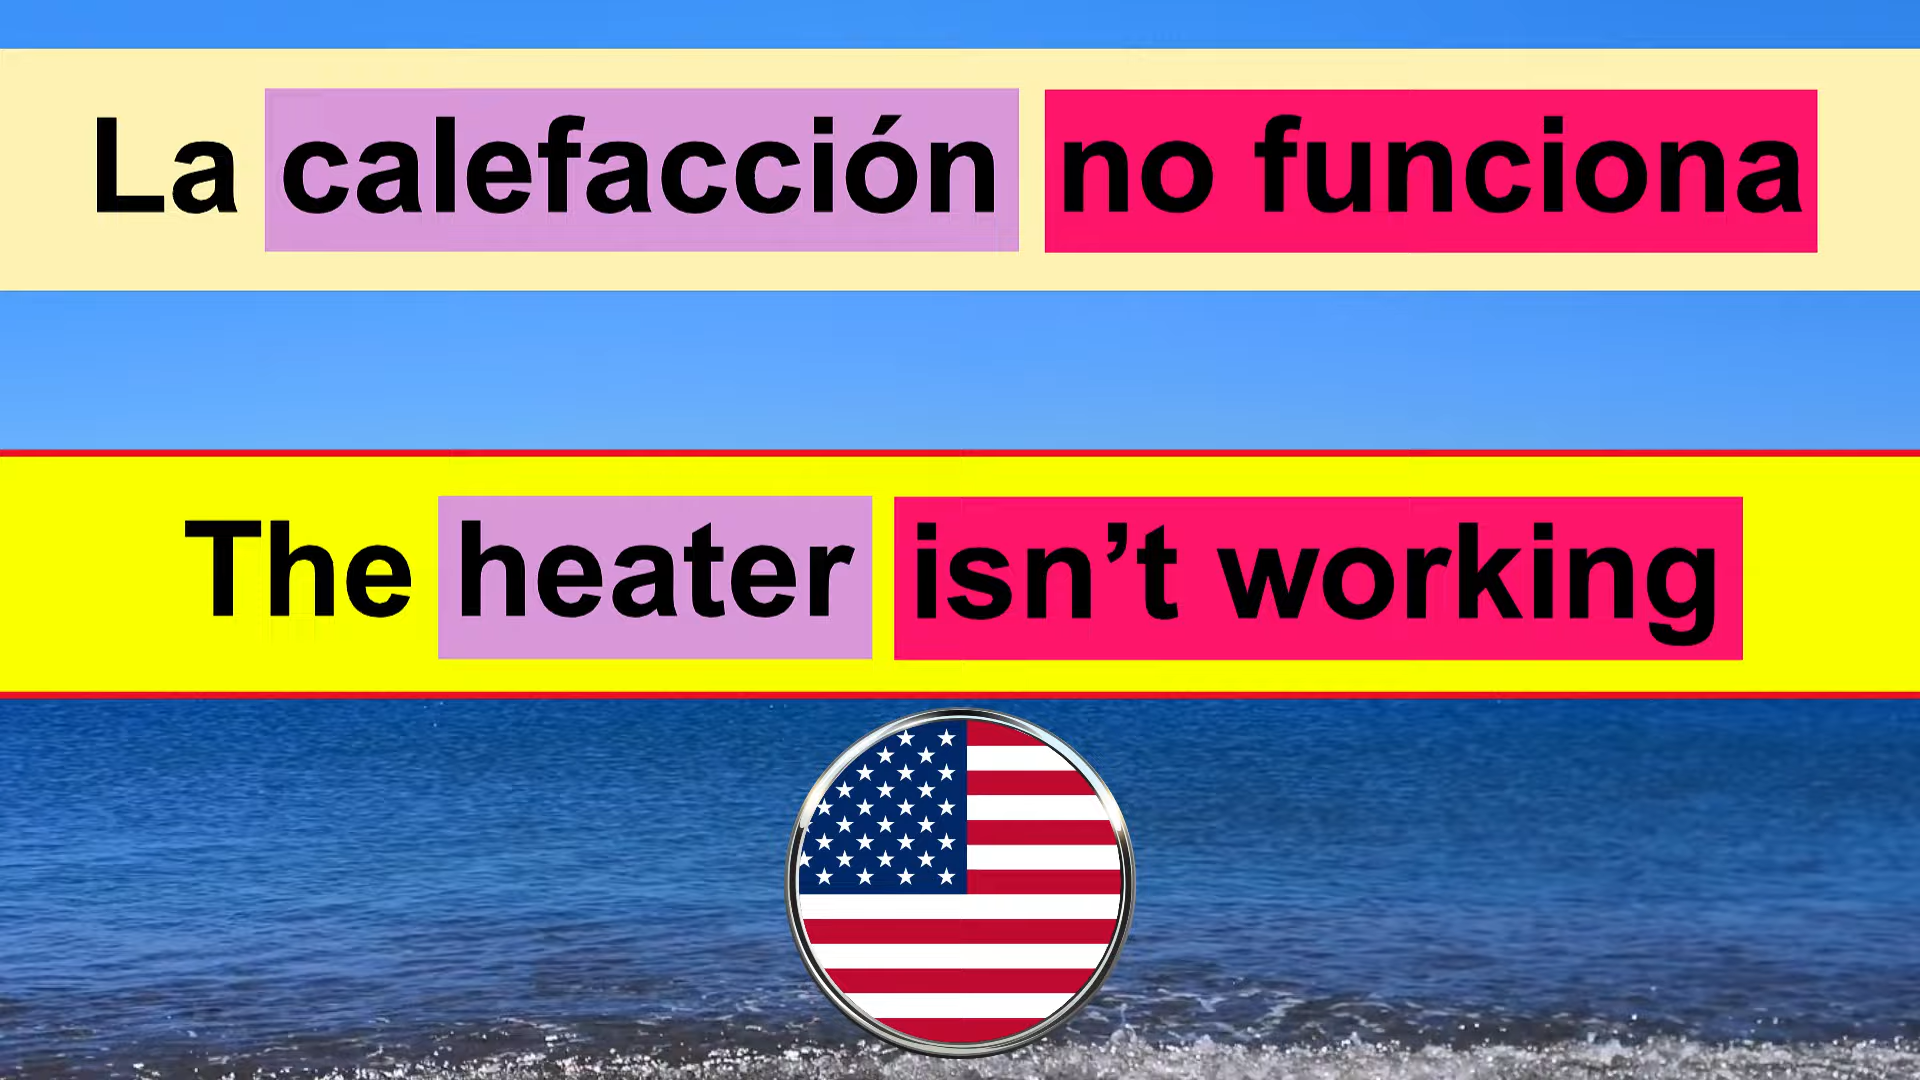 La calefacción no funciona
The heater isn’t working